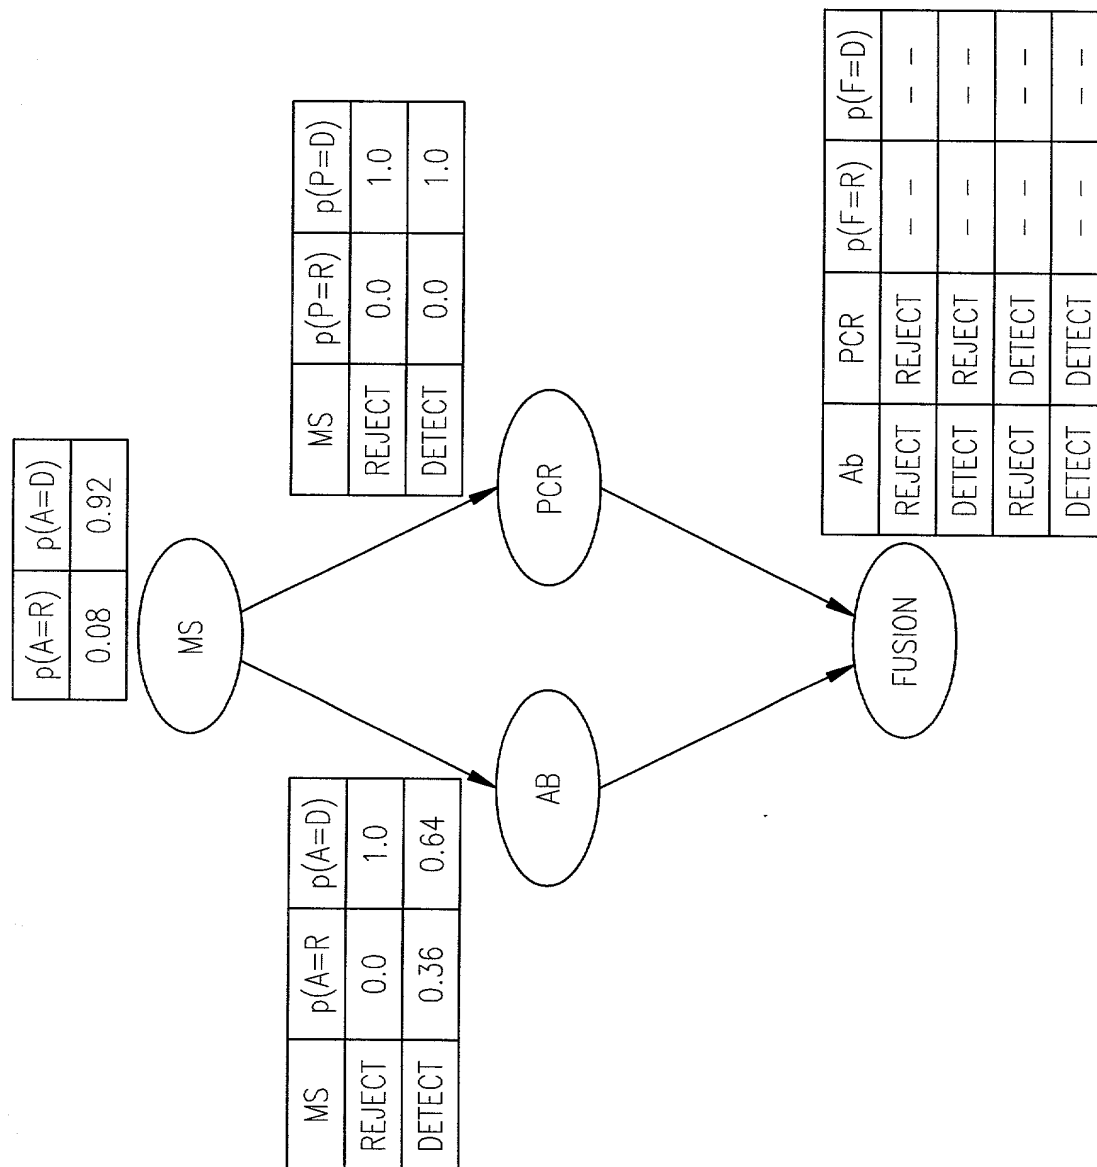 p(A=R) p(A=D)
0.08 0.92
MS
MS p(A=R p(A=D)
REJECT 0.0 1.0
DETECT 0.36 0.64
MS p(P=R) p(P=D)
REJECT 0.0 1.0
DETECT 0.0 1.0
AB
PCR
FUSION
Ab PCR p(F=R) p(F=D)
REJECT REJECT – – – –
DETECT REJECT – – – –
REJECT DETECT – – – –
DETECT DETECT – – – –